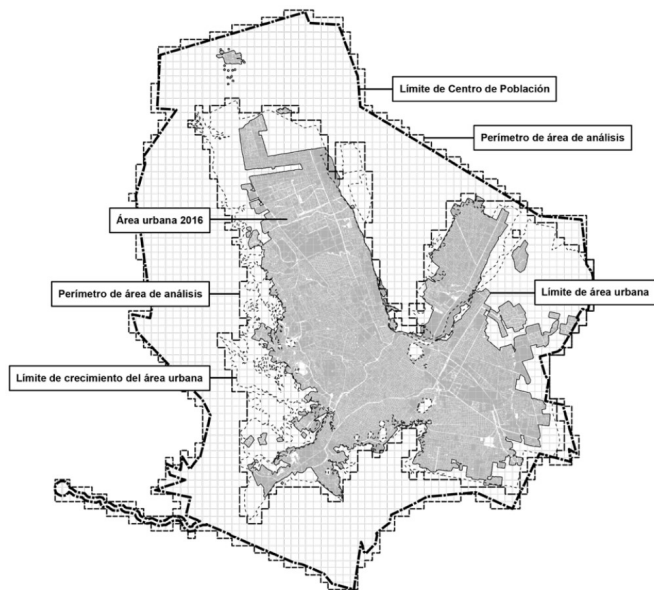 Límite de Centro de Población
Perímetro de área de análisis
Área urbana 2016
Perímetro de área de análisis
Límite de área urbana
Límite de crecimiento del área urbana